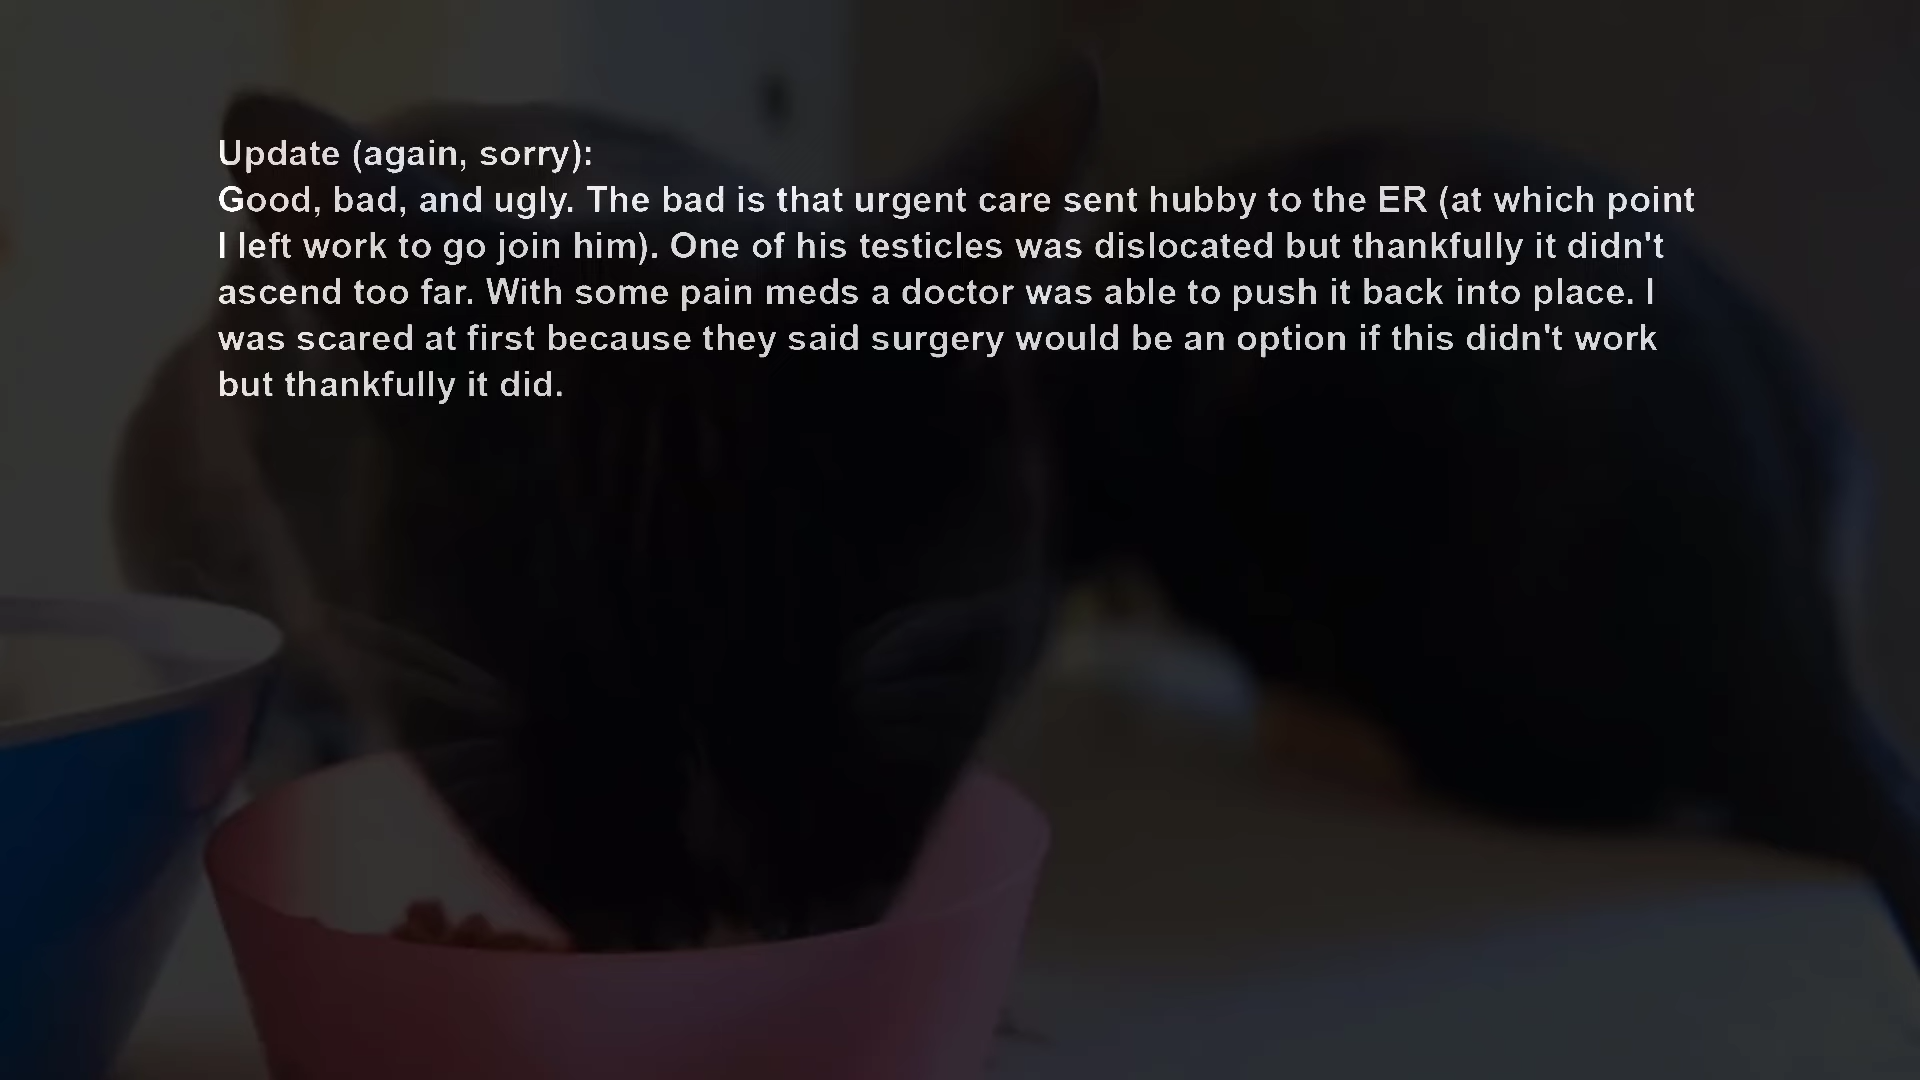 Update (again, sorry):
Good, bad, and ugly. The bad is that urgent care sent hubby to the ER (at which point
I left work to go join him). One of his testicles was dislocated but thankfully it didn't
ascend too far. With some pain meds a doctor was able to push it back into place. I
was scared at first because they said surgery would be an option if this didn't work
but thankfully it did.